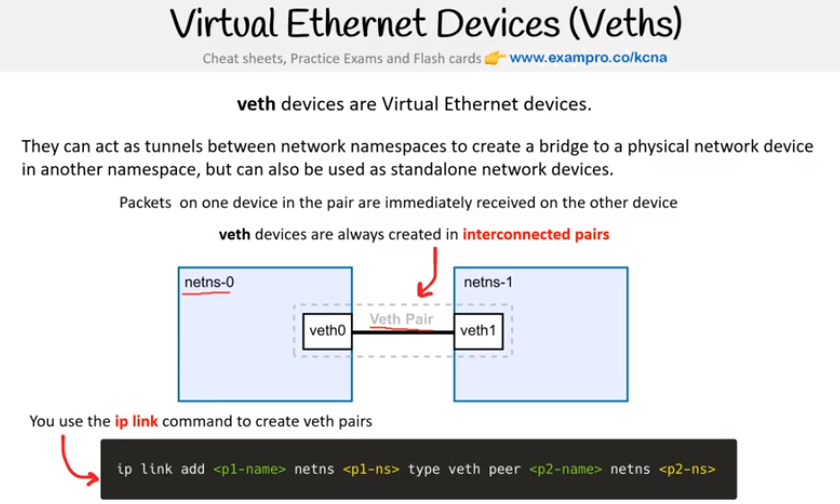 Virtual Ethernet Devices (Veths)
Cheat sheets, Practice Exams and Flash cards 👉 www.exampro.co/kcna
veth devices are Virtual Ethernet devices.
They can act as tunnels between network namespaces to create a bridge to a physical network device
in another namespace, but can also be used as standalone network devices.
Packets on one device in the pair are immediately received on the other device
veth devices are always created in interconnected pairs
netns-0
netns-1
Veth Pair
veth0
veth1
You use the ip link command to create veth pairs
ip link add <p1-name> netns <p1-ns> type veth peer <p2-name> netns <p2-ns>